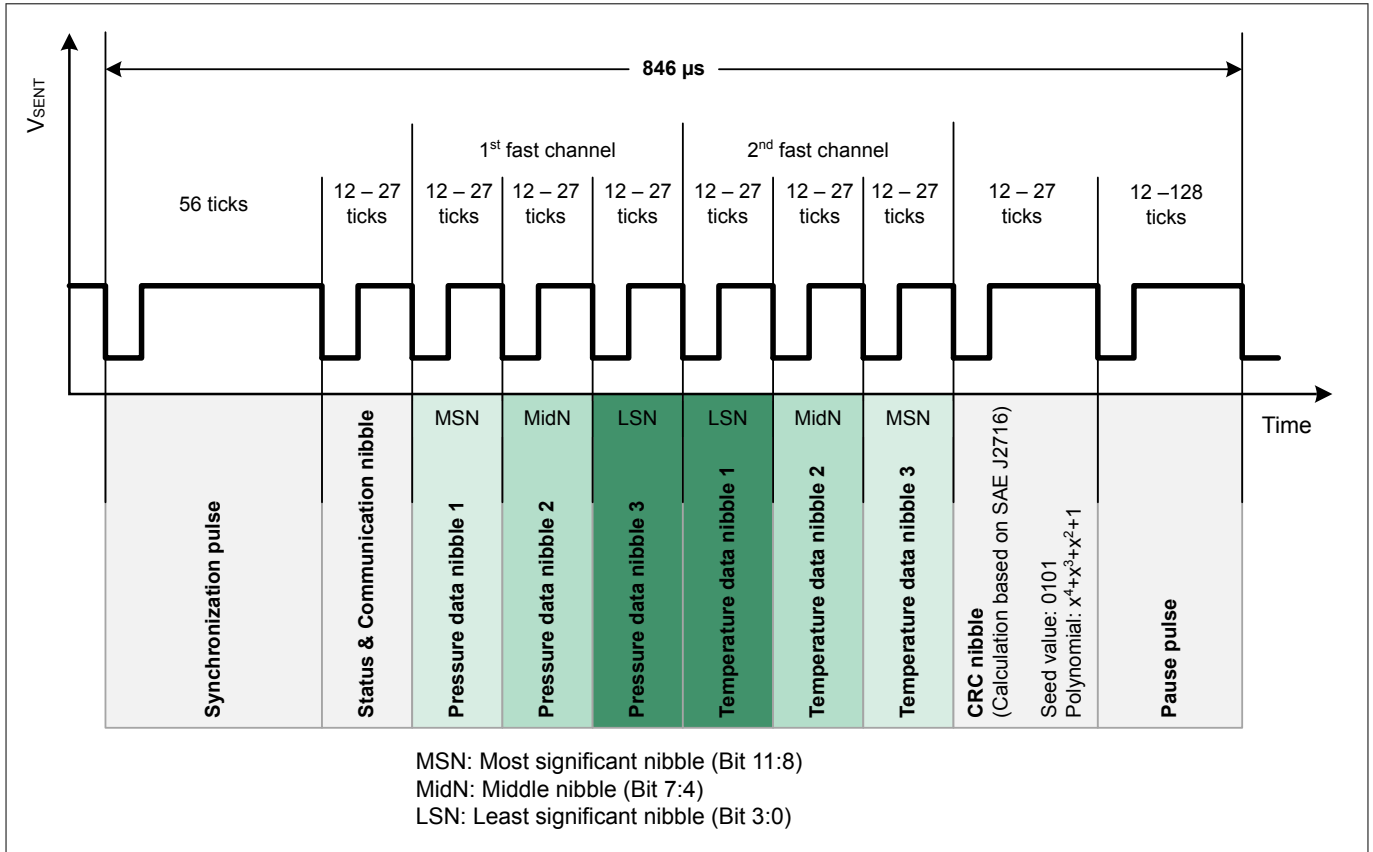 846 µs
V_SENT
1st fast channel
2nd fast channel
56 ticks
12 – 27
ticks
12 – 27
ticks
12 – 27
ticks
12 – 27
ticks
12 – 27
ticks
12 – 27
ticks
12 – 27
ticks
12 – 27
ticks
12 –128
ticks
Time
MSN
MidN
LSN
LSN
MidN
MSN
Synchronization pulse
Status & Communication nibble
Pressure data nibble 1
Pressure data nibble 2
Pressure data nibble 3
Temperature data nibble 1
Temperature data nibble 2
Temperature data nibble 3
CRC nibble
(Calculation based on SAE J2716)
Seed value: 0101
Polynomial: x⁴+x³+x²+1
Pause pulse
MSN: Most significant nibble (Bit 11:8)
MidN: Middle nibble (Bit 7:4)
LSN: Least significant nibble (Bit 3:0)